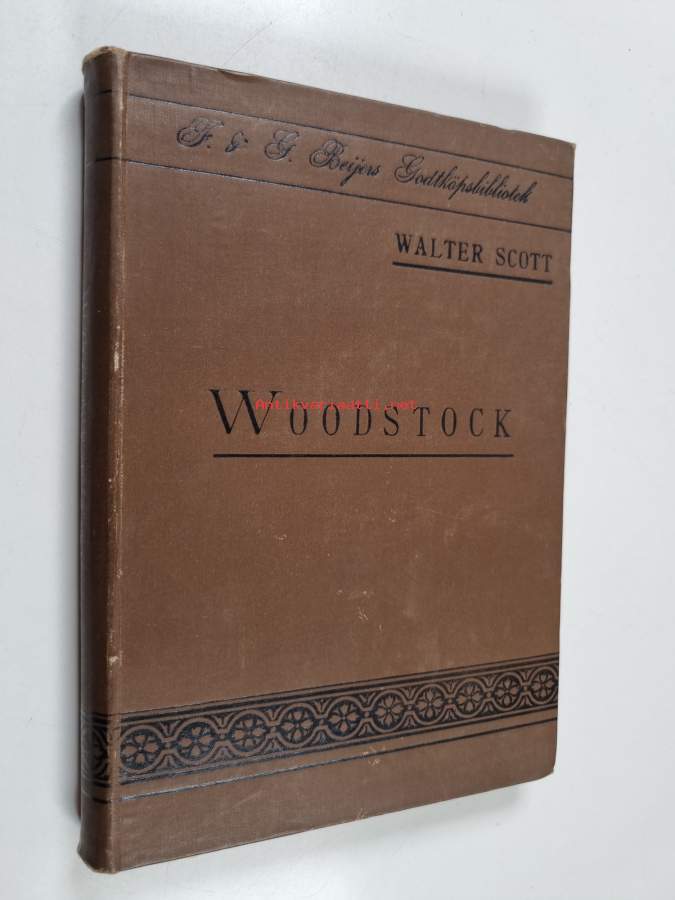 F. & G. Beijers Godtköpsbibliotek
WALTER SCOTT
WOODSTOCK
Antikvariaatti.net